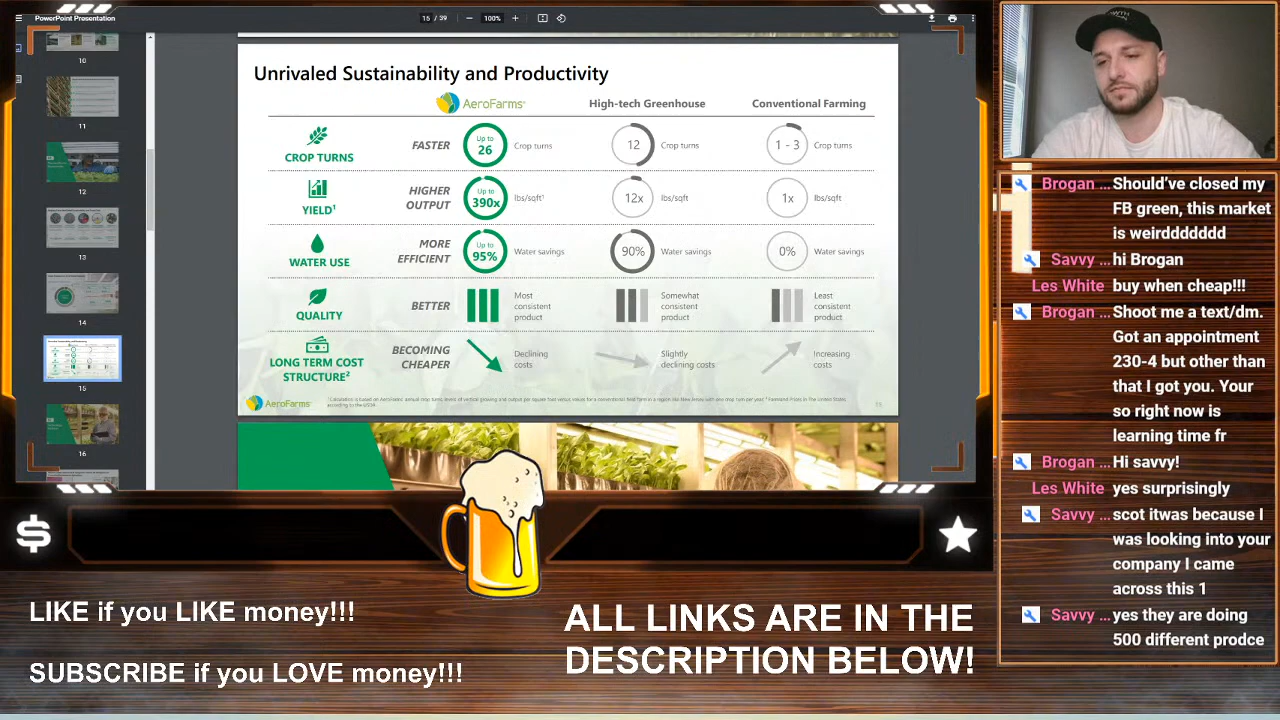 PowerPoint Presentation
15 / 39
100%
10
11
12
13
14
15
16
Unrivaled Sustainability and Productivity
AeroFarms
High-tech Greenhouse
Conventional Farming
CROP TURNS
FASTER
Up to
26
Crop turns
12
Crop turns
1 - 3
Crop turns
YIELD¹
HIGHER
OUTPUT
Up to
390x
lbs/sqft¹
12x
lbs/sqft
1x
lbs/sqft
WATER USE
MORE
EFFICIENT
Up to
95%
Water savings
90%
Water savings
0%
Water savings
QUALITY
BETTER
Most
consistent
product
Somewhat
consistent
product
Least
consistent
product
LONG TERM COST
STRUCTURE²
BECOMING
CHEAPER
Declining
costs
Slightly
declining costs
Increasing
costs
AeroFarms
15
Brogan ... Should've closed my
FB green, this market
is weirddddddd
Savvy ... hi Brogan
Les White buy when cheap!!!
Brogan ... Shoot me a text/dm.
Got an appointment
230-4 but other than
that I got you. Your
so right now is
learning time fr
Brogan ... Hi savvy!
Les White yes surprisingly
Savvy ... scot itwas because I
was looking into your
company I came
across this 1
Savvy ... yes they are doing
500 different prodce
$
LIKE if you LIKE money!!!
SUBSCRIBE if you LOVE money!!!
ALL LINKS ARE IN THE
DESCRIPTION BELOW!